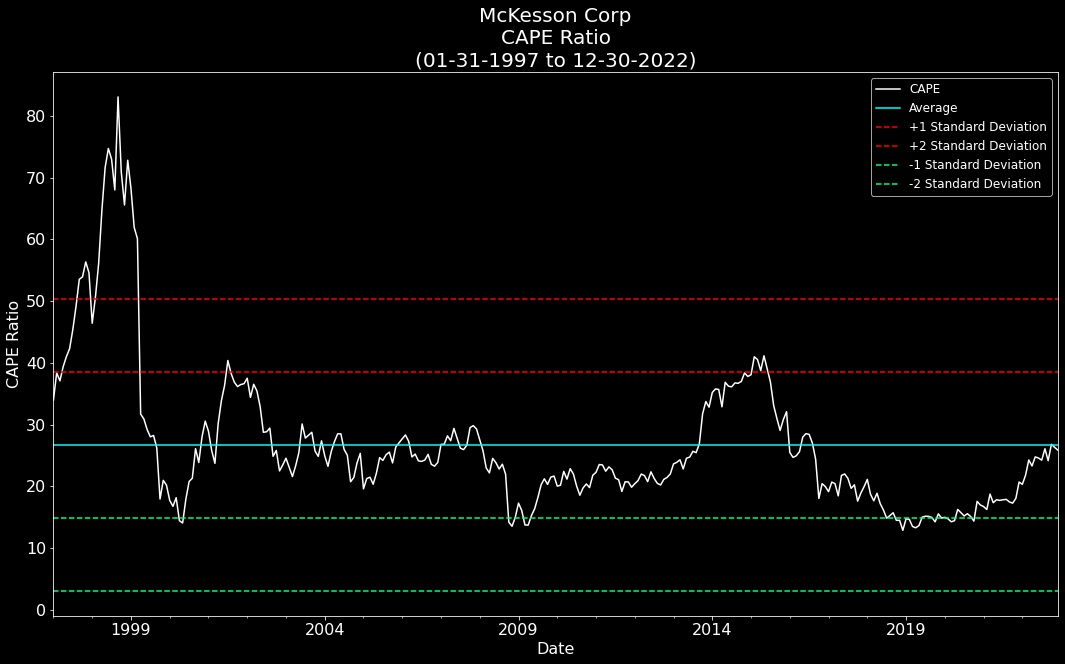 McKesson Corp
CAPE Ratio
(01-31-1997 to 12-30-2022)
CAPE
Average
+1 Standard Deviation
+2 Standard Deviation
-1 Standard Deviation
-2 Standard Deviation
CAPE Ratio
80
70
60
50
40
30
20
10
0
1999
2004
2009
2014
2019
Date